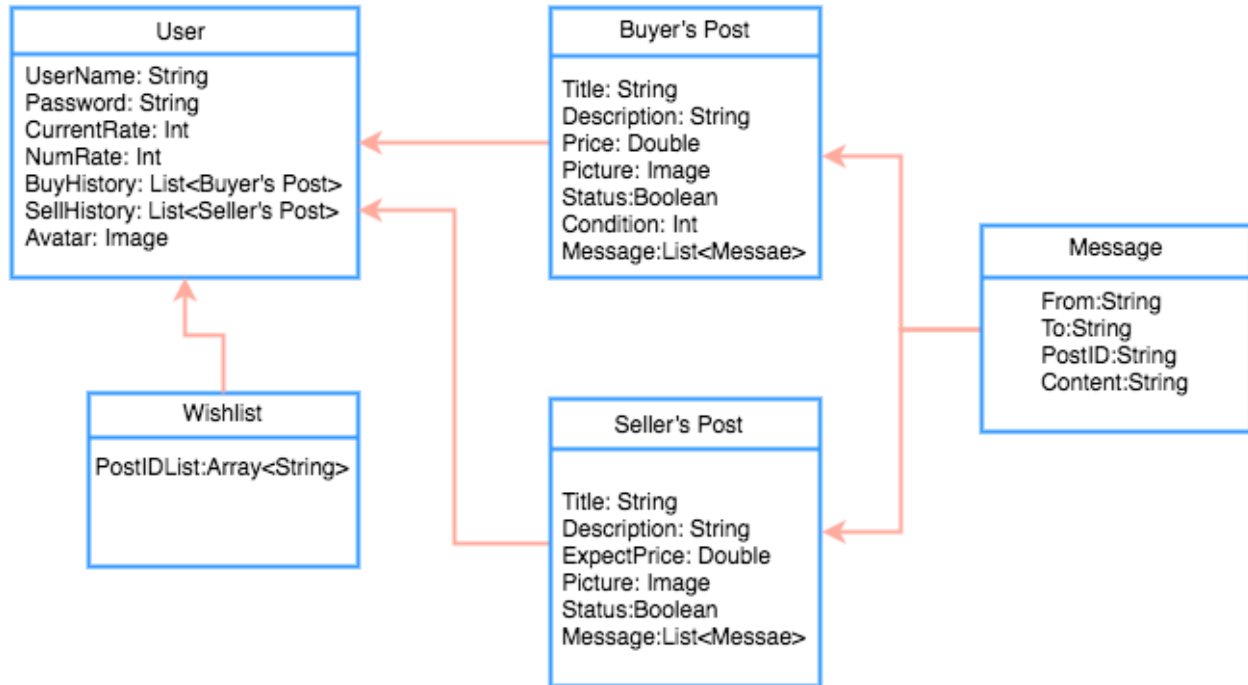 User
UserName: String
Password: String
CurrentRate: Int
NumRate: Int
BuyHistory: List<Buyer's Post>
SellHistory: List<Seller's Post>
Avatar: Image
Buyer's Post
Title: String
Description: String
Price: Double
Picture: Image
Status:Boolean
Condition: Int
Message:List<Messae>
Message
From:String
To:String
PostID:String
Content:String
Wishlist
PostIDList:Array<String>
Seller's Post
Title: String
Description: String
ExpectPrice: Double
Picture: Image
Status:Boolean
Message:List<Messae>